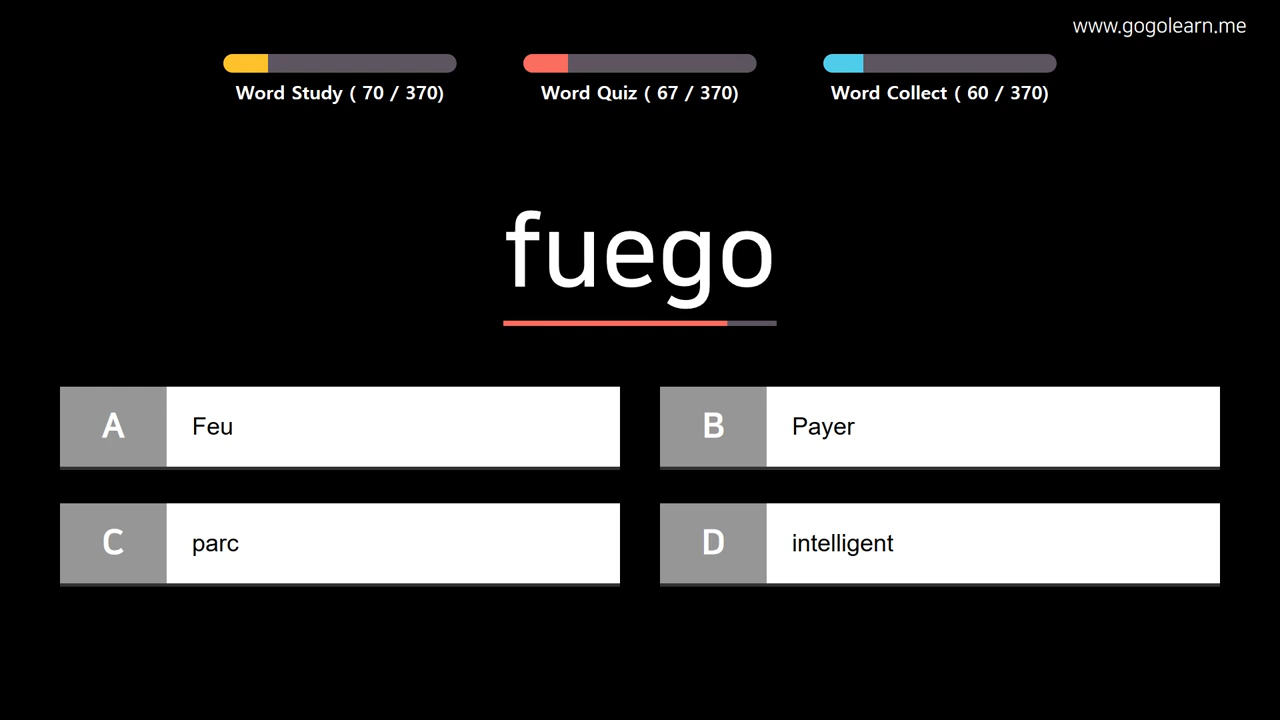 www.gogolearn.me
Word Study ( 70 / 370)
Word Quiz ( 67 / 370)
Word Collect ( 60 / 370)
fuego
A Feu
B Payer
C parc
D intelligent